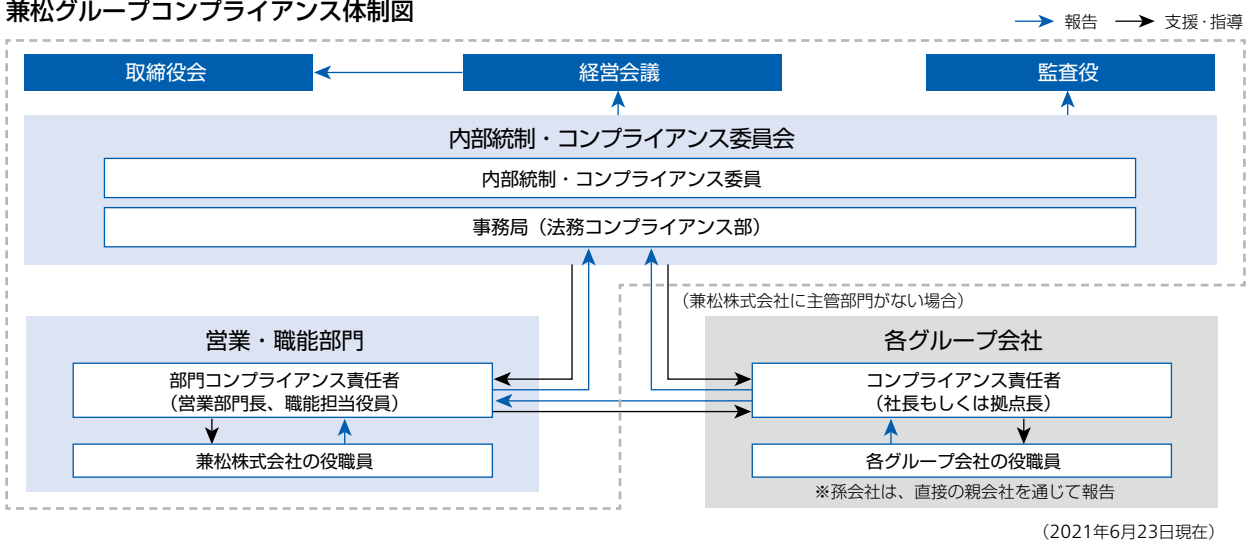 兼松グループコンプライアンス体制図
報告
支援・指導
取締役会
経営会議
監査役
内部統制・コンプライアンス委員会
内部統制・コンプライアンス委員
事務局（法務コンプライアンス部）
（兼松株式会社に主管部門がない場合）
営業・職能部門
部門コンプライアンス責任者
（営業部門長、職能担当役員）
兼松株式会社の役職員
各グループ会社
コンプライアンス責任者
（社長もしくは拠点長）
各グループ会社の役職員
※孫会社は、直接の親会社を通じて報告
（2021年6月23日現在）